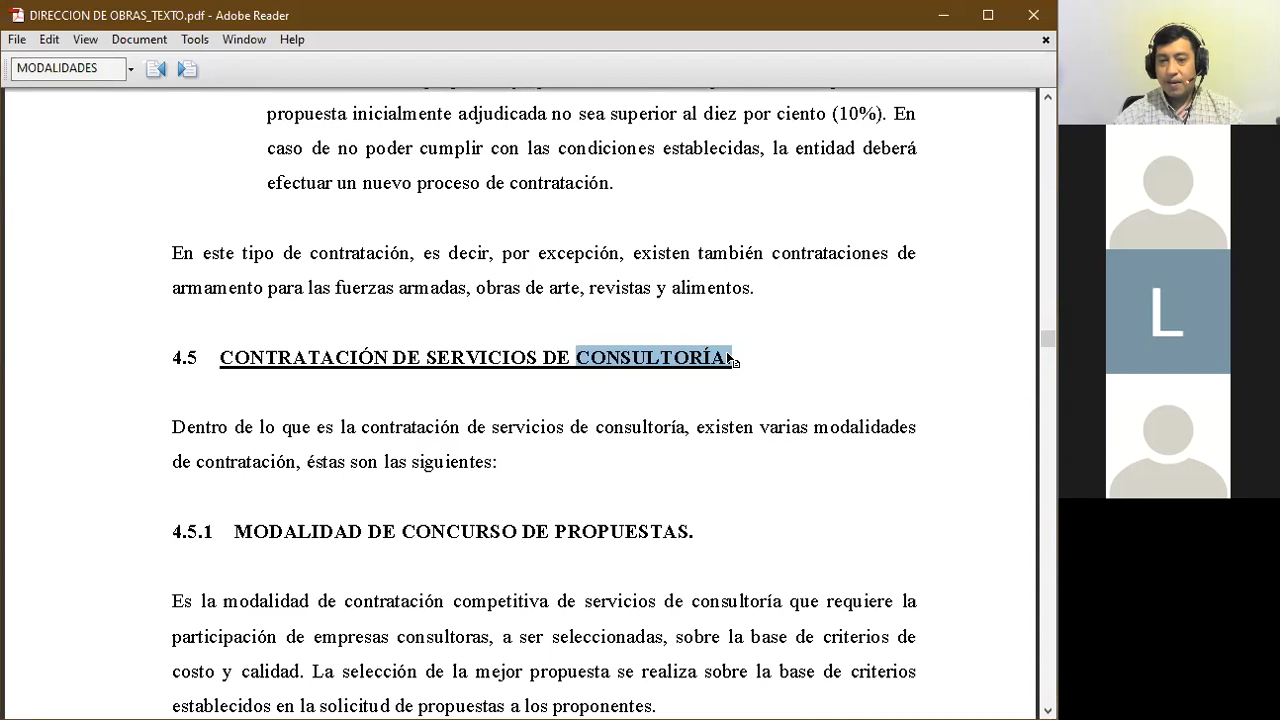 DIRECCION DE OBRAS_TEXTO.pdf - Adobe Reader
File Edit View Document Tools Window Help
MODALIDADES
propuesta inicialmente adjudicada no sea superior al diez por ciento (10%). En
caso de no poder cumplir con las condiciones establecidas, la entidad deberá
efectuar un nuevo proceso de contratación.
En este tipo de contratación, es decir, por excepción, existen también contrataciones de
armamento para las fuerzas armadas, obras de arte, revistas y alimentos.
4.5 CONTRATACIÓN DE SERVICIOS DE CONSULTORÍA.
Dentro de lo que es la contratación de servicios de consultoría, existen varias modalidades
de contratación, éstas son las siguientes:
4.5.1 MODALIDAD DE CONCURSO DE PROPUESTAS.
Es la modalidad de contratación competitiva de servicios de consultoría que requiere la
participación de empresas consultoras, a ser seleccionadas, sobre la base de criterios de
costo y calidad. La selección de la mejor propuesta se realiza sobre la base de criterios
establecidos en la solicitud de propuestas a los proponentes.
L